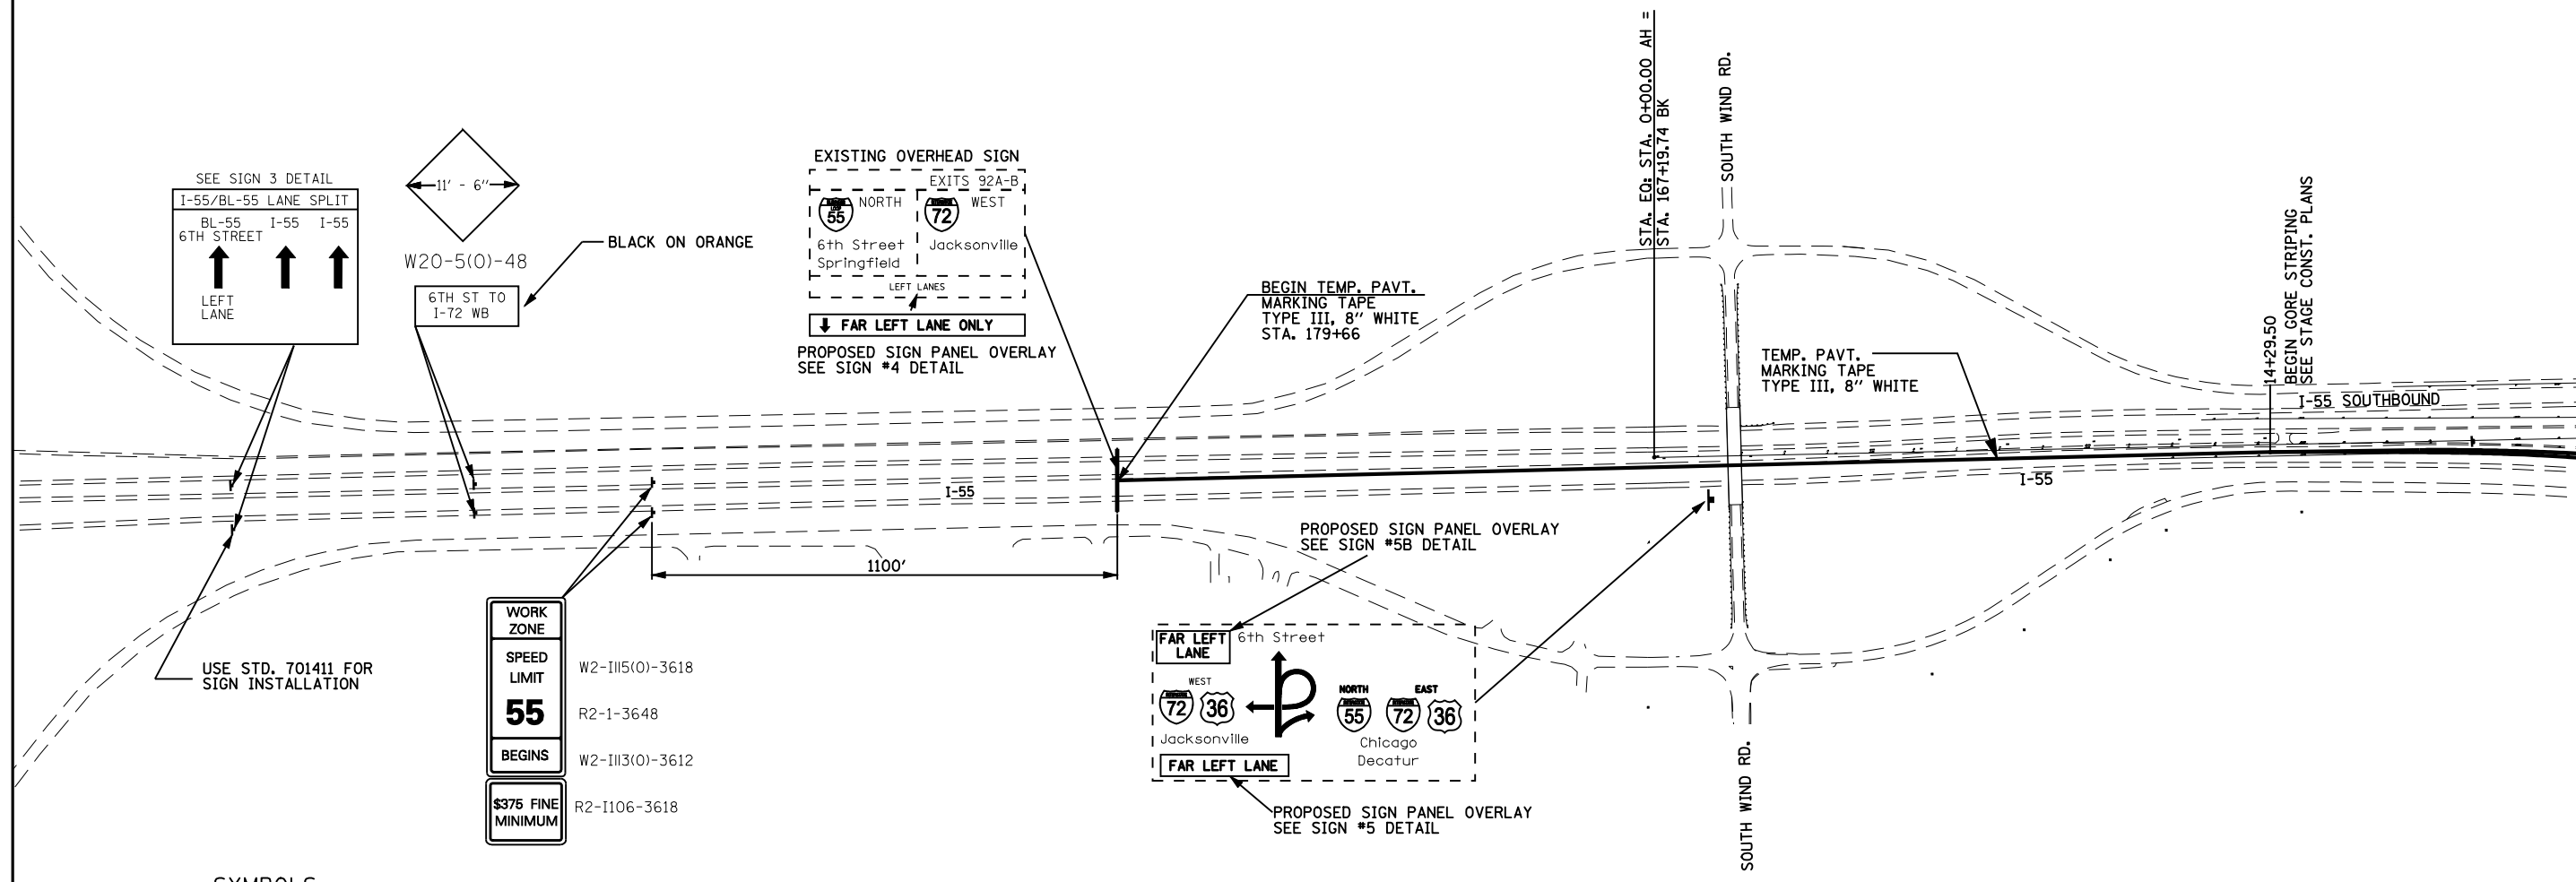 SEE SIGN 3 DETAIL
I-55/BL-55 LANE SPLIT
BL-55 I-55 I-55
6TH STREET
LEFT
LANE
11' - 6"
W20-5(O)-48
6TH ST TO
I-72 WB
BLACK ON ORANGE
EXISTING OVERHEAD SIGN
EXITS 92A-B
55 NORTH
6th Street
Springfield
72 WEST
Jacksonville
LEFT LANES
FAR LEFT LANE ONLY
PROPOSED SIGN PANEL OVERLAY
SEE SIGN #4 DETAIL
BEGIN TEMP. PAVT.
MARKING TAPE
TYPE III, 8" WHITE
STA. 179+66
STA. EQ: STA. 0+00.00 AH =
STA. 167+19.74 BK
SOUTH WIND RD.
TEMP. PAVT.
MARKING TAPE
TYPE III, 8" WHITE
14+29.50
BEGIN GORE STRIPING
SEE STAGE CONST. PLANS
I-55 SOUTHBOUND
I-55
I-55
1100'
USE STD. 701411 FOR
SIGN INSTALLATION
WORK
ZONE
SPEED
LIMIT
55
BEGINS
$375 FINE
MINIMUM
W2-I115(O)-3618
R2-1-3648
W2-I113(O)-3612
R2-I106-3618
PROPOSED SIGN PANEL OVERLAY
SEE SIGN #5B DETAIL
FAR LEFT
LANE
6th Street
WEST
72 36
Jacksonville
NORTH EAST
55 72 36
Chicago
Decatur
FAR LEFT LANE
PROPOSED SIGN PANEL OVERLAY
SEE SIGN #5 DETAIL
SOUTH WIND RD.
SYMBOLS